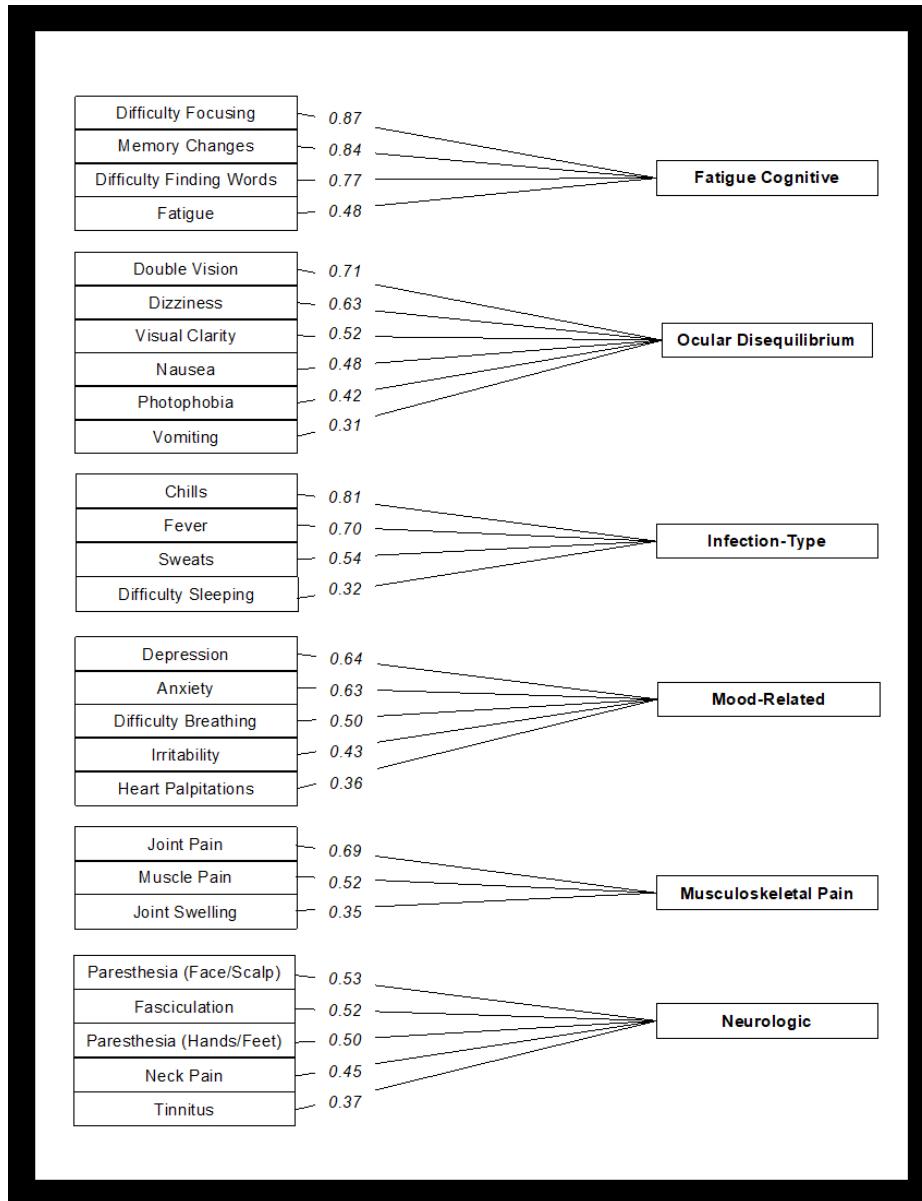 Difficulty Focusing 0.87
Memory Changes 0.84
Difficulty Finding Words 0.77
Fatigue 0.48
Fatigue Cognitive
Double Vision 0.71
Dizziness 0.63
Visual Clarity 0.52
Nausea 0.48
Photophobia 0.42
Vomiting 0.31
Ocular Disequilibrium
Chills 0.81
Fever 0.70
Sweats 0.54
Difficulty Sleeping 0.32
Infection-Type
Depression 0.64
Anxiety 0.63
Difficulty Breathing 0.50
Irritability 0.43
Heart Palpitations 0.36
Mood-Related
Joint Pain 0.69
Muscle Pain 0.52
Joint Swelling 0.35
Musculoskeletal Pain
Paresthesia (Face/Scalp) 0.53
Fasciculation 0.52
Paresthesia (Hands/Feet) 0.50
Neck Pain 0.45
Tinnitus 0.37
Neurologic